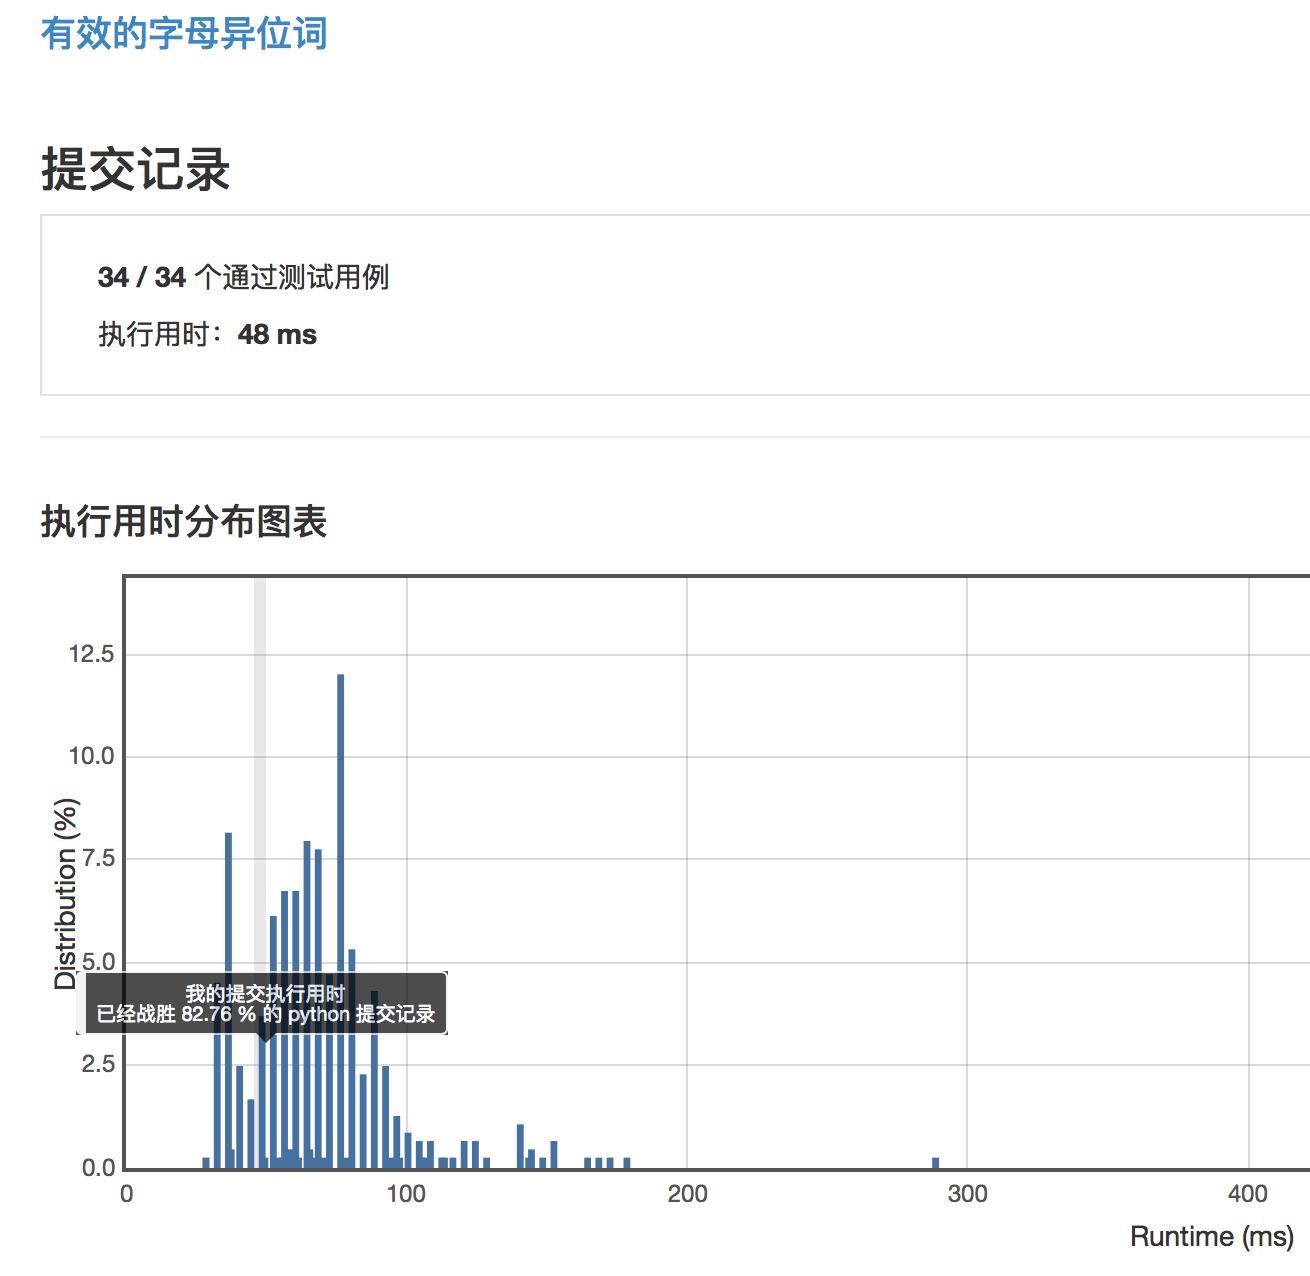 有效的字母异位词
提交记录
34 / 34 个通过测试用例
执行用时：48 ms
执行用时分布图表
12.5
10.0
7.5
5.0
2.5
0.0
Distribution (%)
我的提交执行用时
已经战胜 82.76 % 的 python 提交记录
0 100 200 300 400
Runtime (ms)